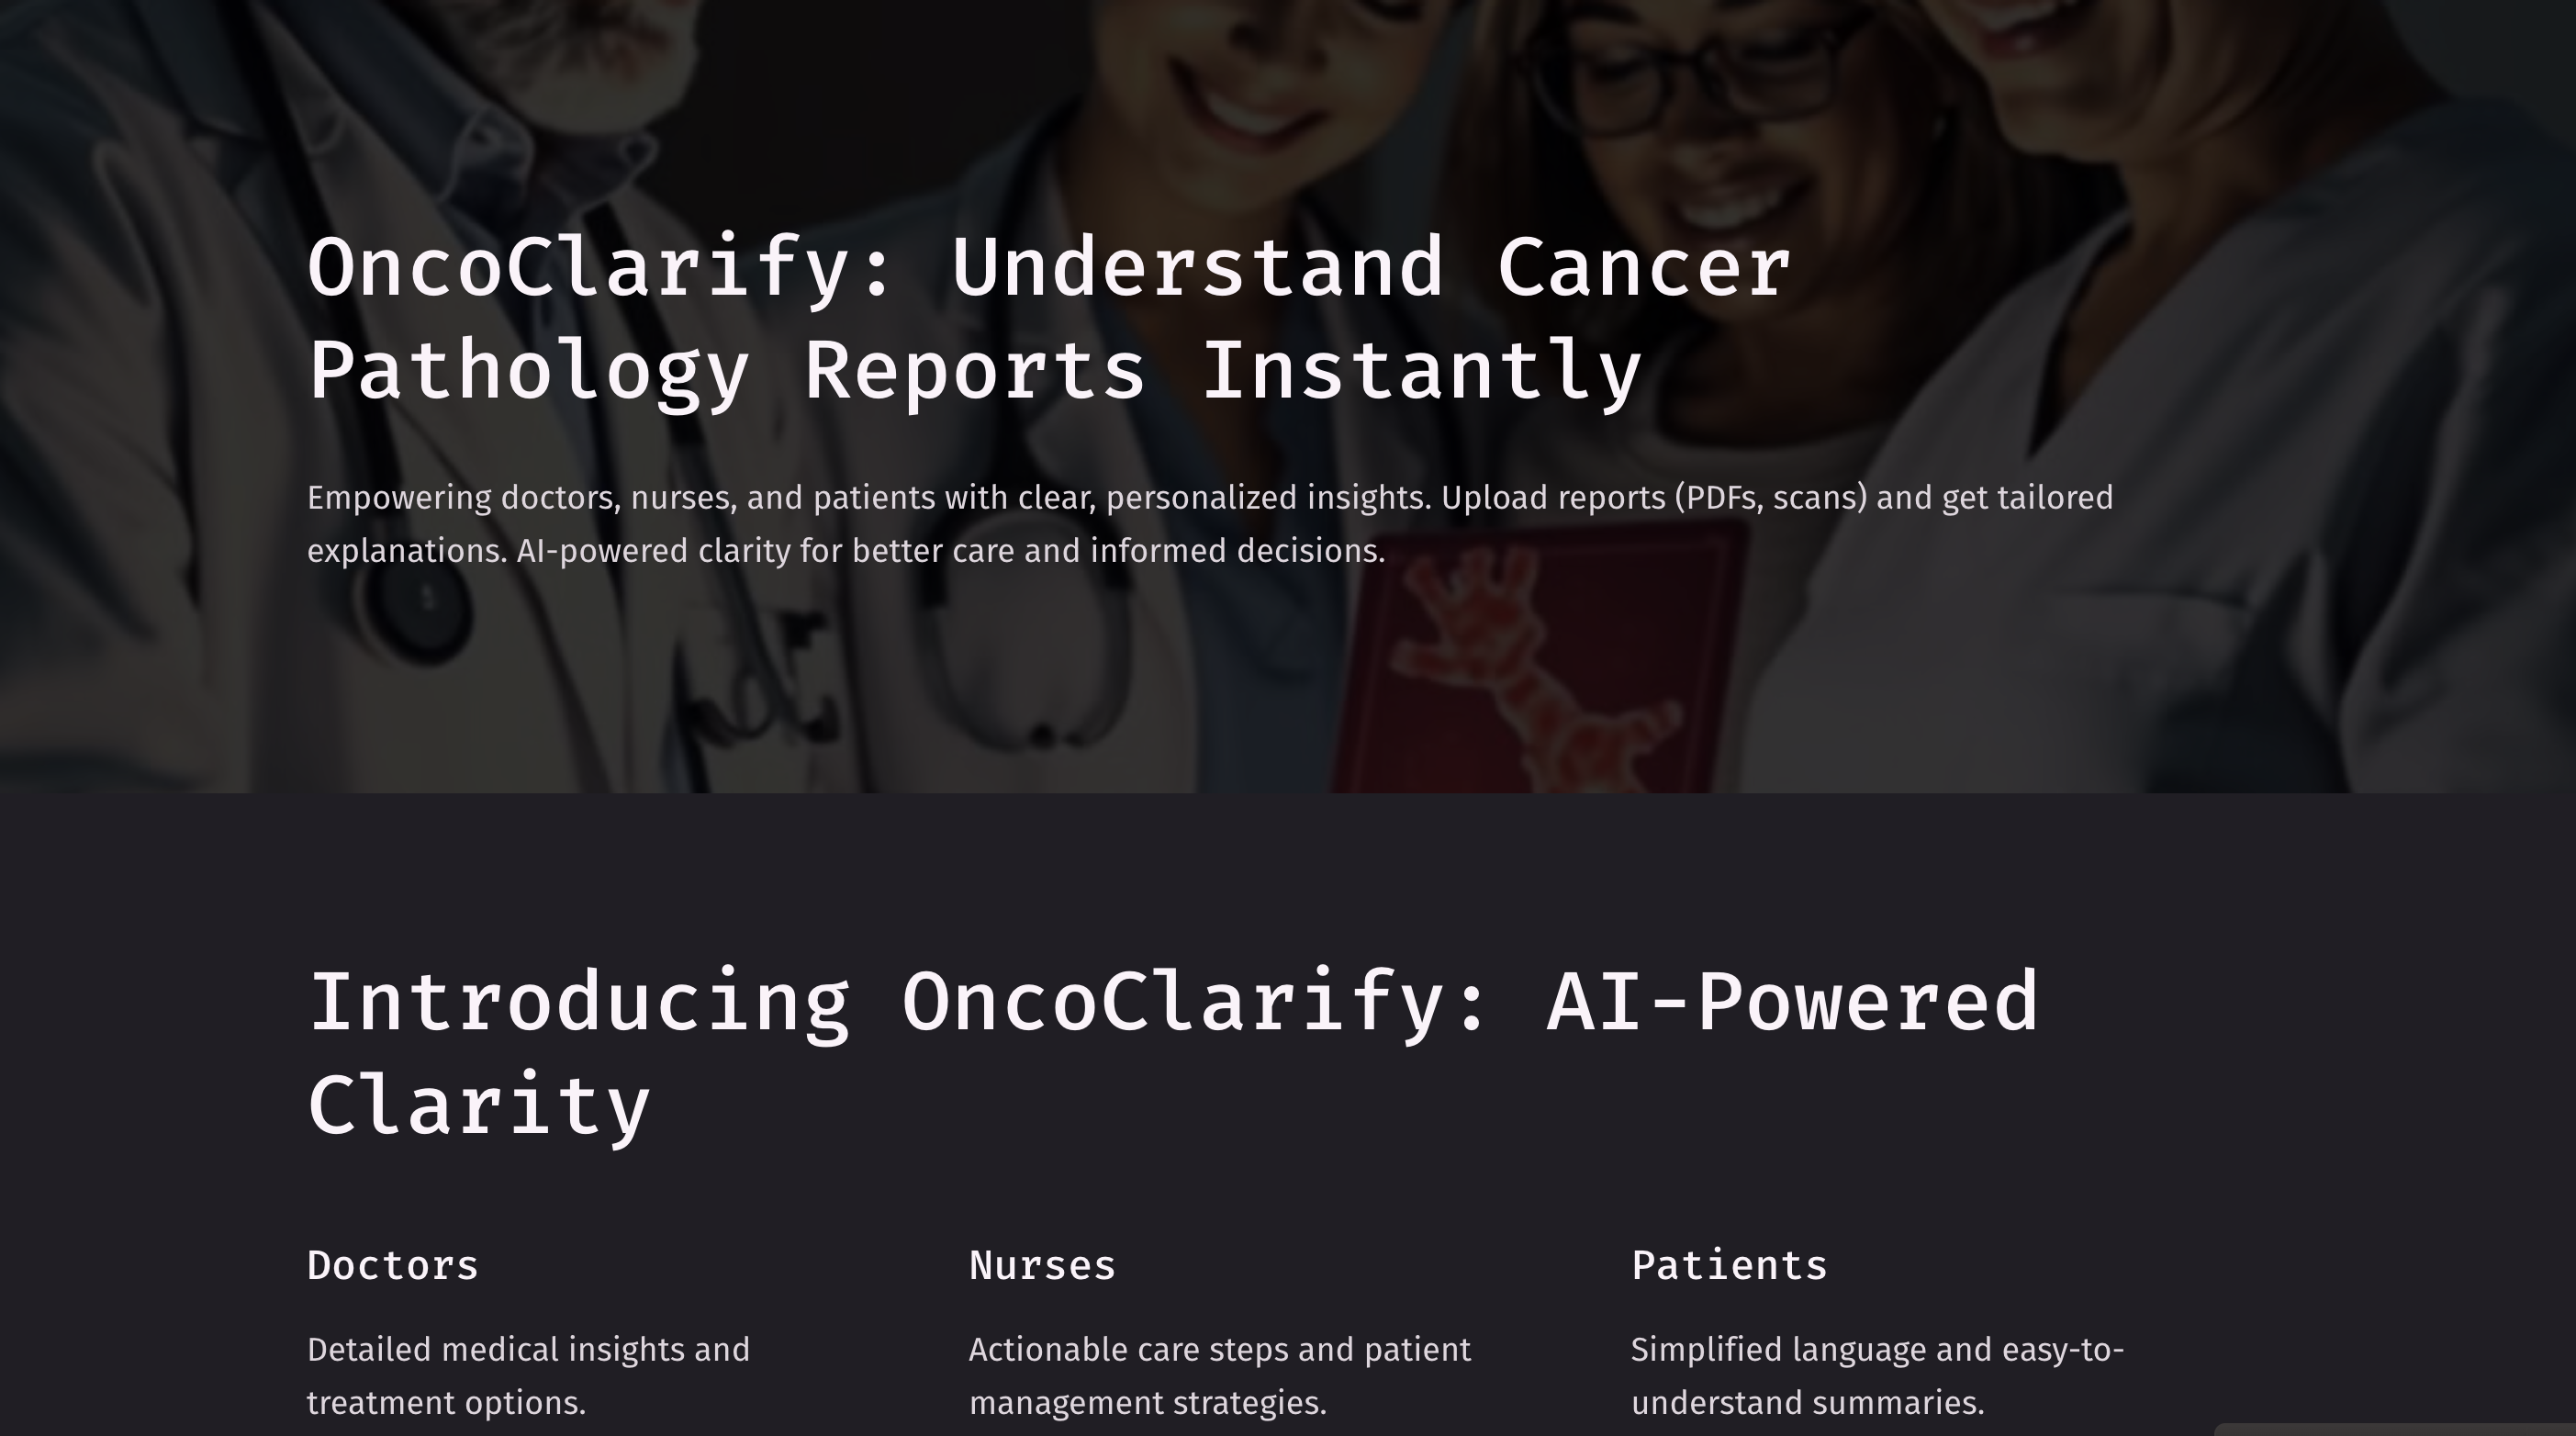 OncoClarify: Understand Cancer
Pathology Reports Instantly
Empowering doctors, nurses, and patients with clear, personalized insights. Upload reports (PDFs, scans) and get tailored
explanations. AI-powered clarity for better care and informed decisions.
Introducing OncoClarify: AI-Powered
Clarity
Doctors
Nurses
Patients
Detailed medical insights and
treatment options.
Actionable care steps and patient
management strategies.
Simplified language and easy-to-
understand summaries.